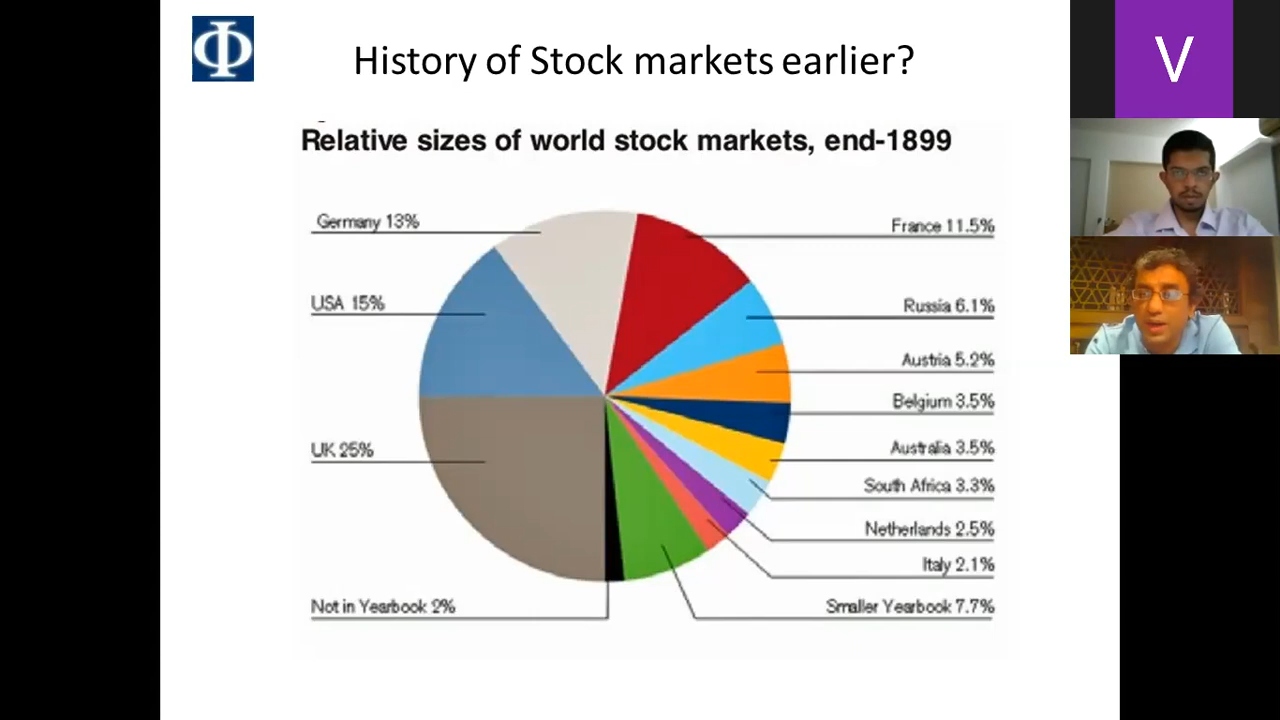 History of Stock markets earlier?
V
Relative sizes of world stock markets, end-1899
Germany 13%
France 11.5%
USA 15%
Russia 6.1%
Austria 5.2%
Belgium 3.5%
UK 25%
Australia 3.5%
South Africa 3.3%
Netherlands 2.5%
Italy 2.1%
Not in Yearbook 2%
Smaller Yearbook 7.7%